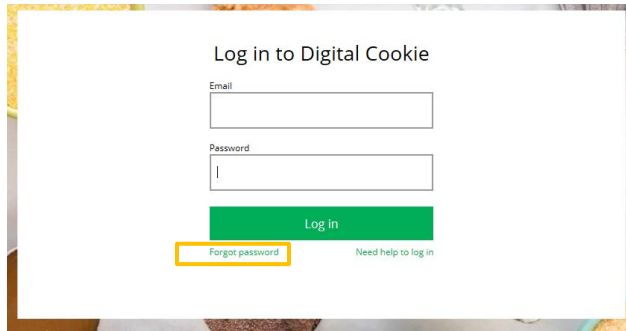 Log in to Digital Cookie
Email
Password
Log in
Forgot password Need help to log in